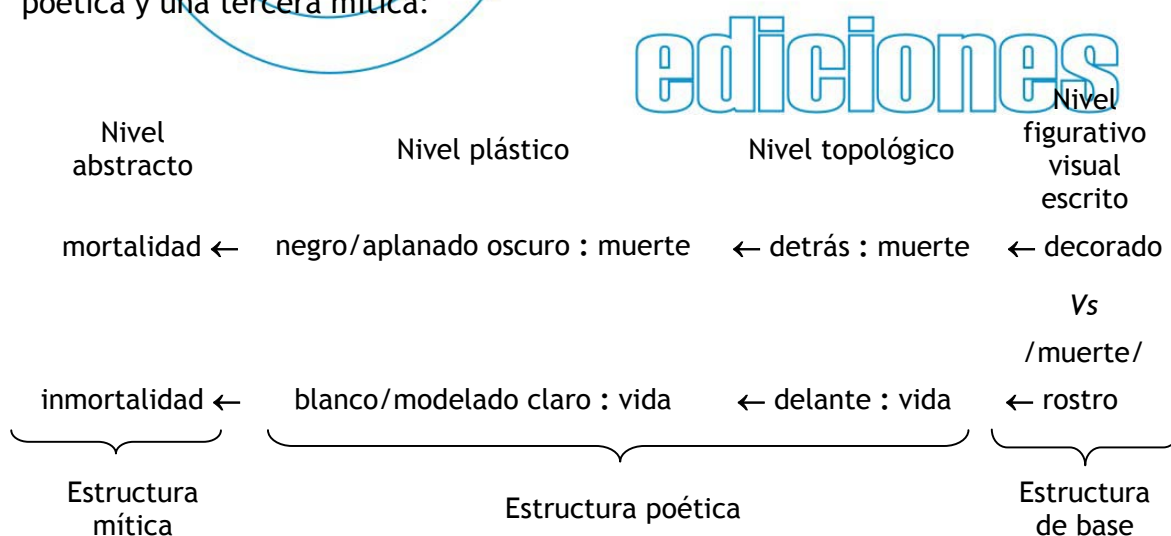 poética y una tercera mítica:
ediciones
Nivel abstracto
Nivel plástico
Nivel topológico
Nivel figurativo visual escrito
mortalidad ← negro/aplanado oscuro : muerte ← detrás : muerte ← decorado
Vs
/muerte/
inmortalidad ← blanco/modelado claro : vida ← delante : vida ← rostro
Estructura mítica
Estructura poética
Estructura de base